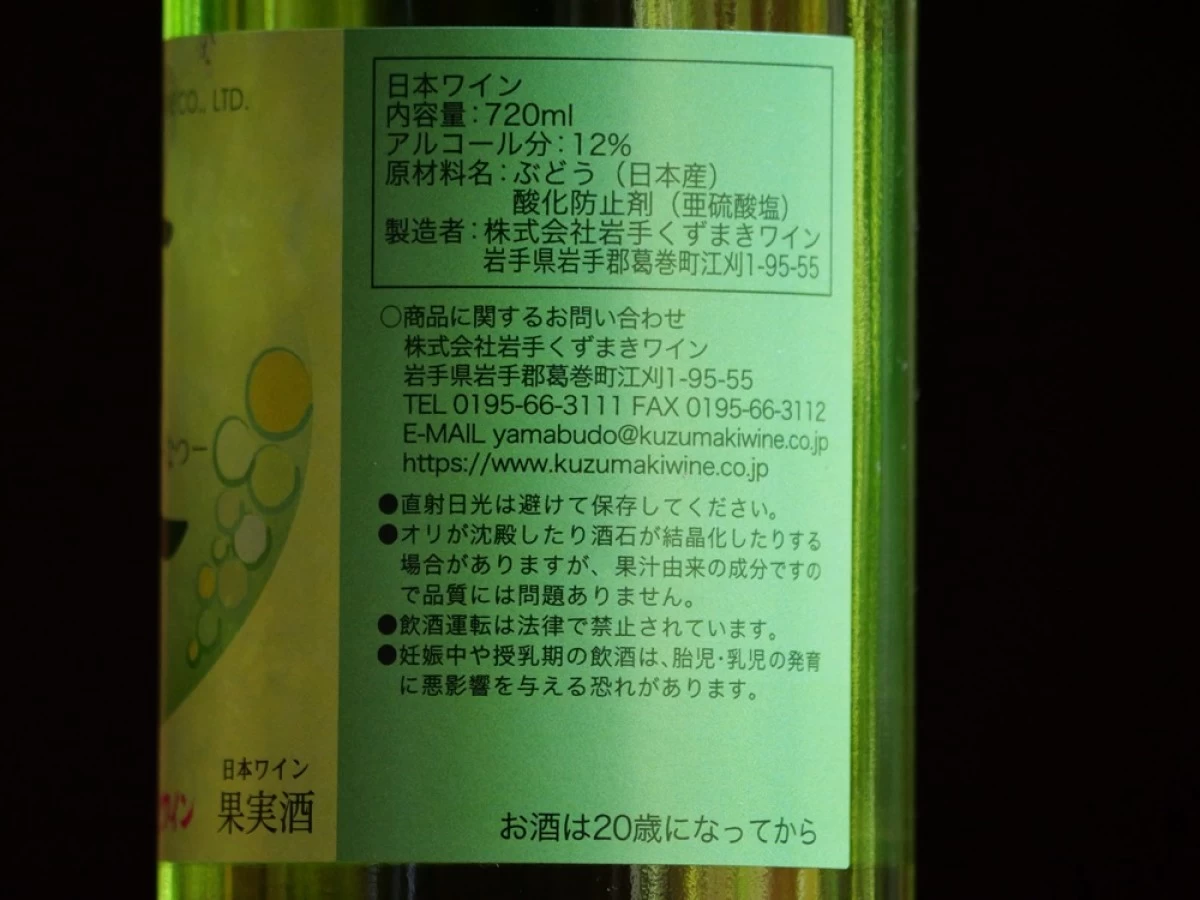 CO., LTD.
日本ワイン
内容量：720ml
アルコール分：12%
原材料名：ぶどう（日本産）
酸化防止剤（亜硫酸塩）
製造者：株式会社岩手くずまきワイン
岩手県岩手郡葛巻町江刈1-95-55
○商品に関するお問い合わせ
株式会社岩手くずまきワイン
岩手県岩手郡葛巻町江刈1-95-55
TEL 0195-66-3111 FAX 0195-66-3112
E-MAIL yamabudo@kuzumakiwine.co.jp
https://www.kuzumakiwine.co.jp
●直射日光は避けて保存してください。
●オリが沈殿したり酒石が結晶化したりする
場合がありますが、果汁由来の成分ですの
で品質には問題ありません。
●飲酒運転は法律で禁止されています。
●妊娠中や授乳期の飲酒は、胎児・乳児の発育
に悪影響を与える恐れがあります。
日本ワイン
果実酒
イン
お酒は20歳になってから